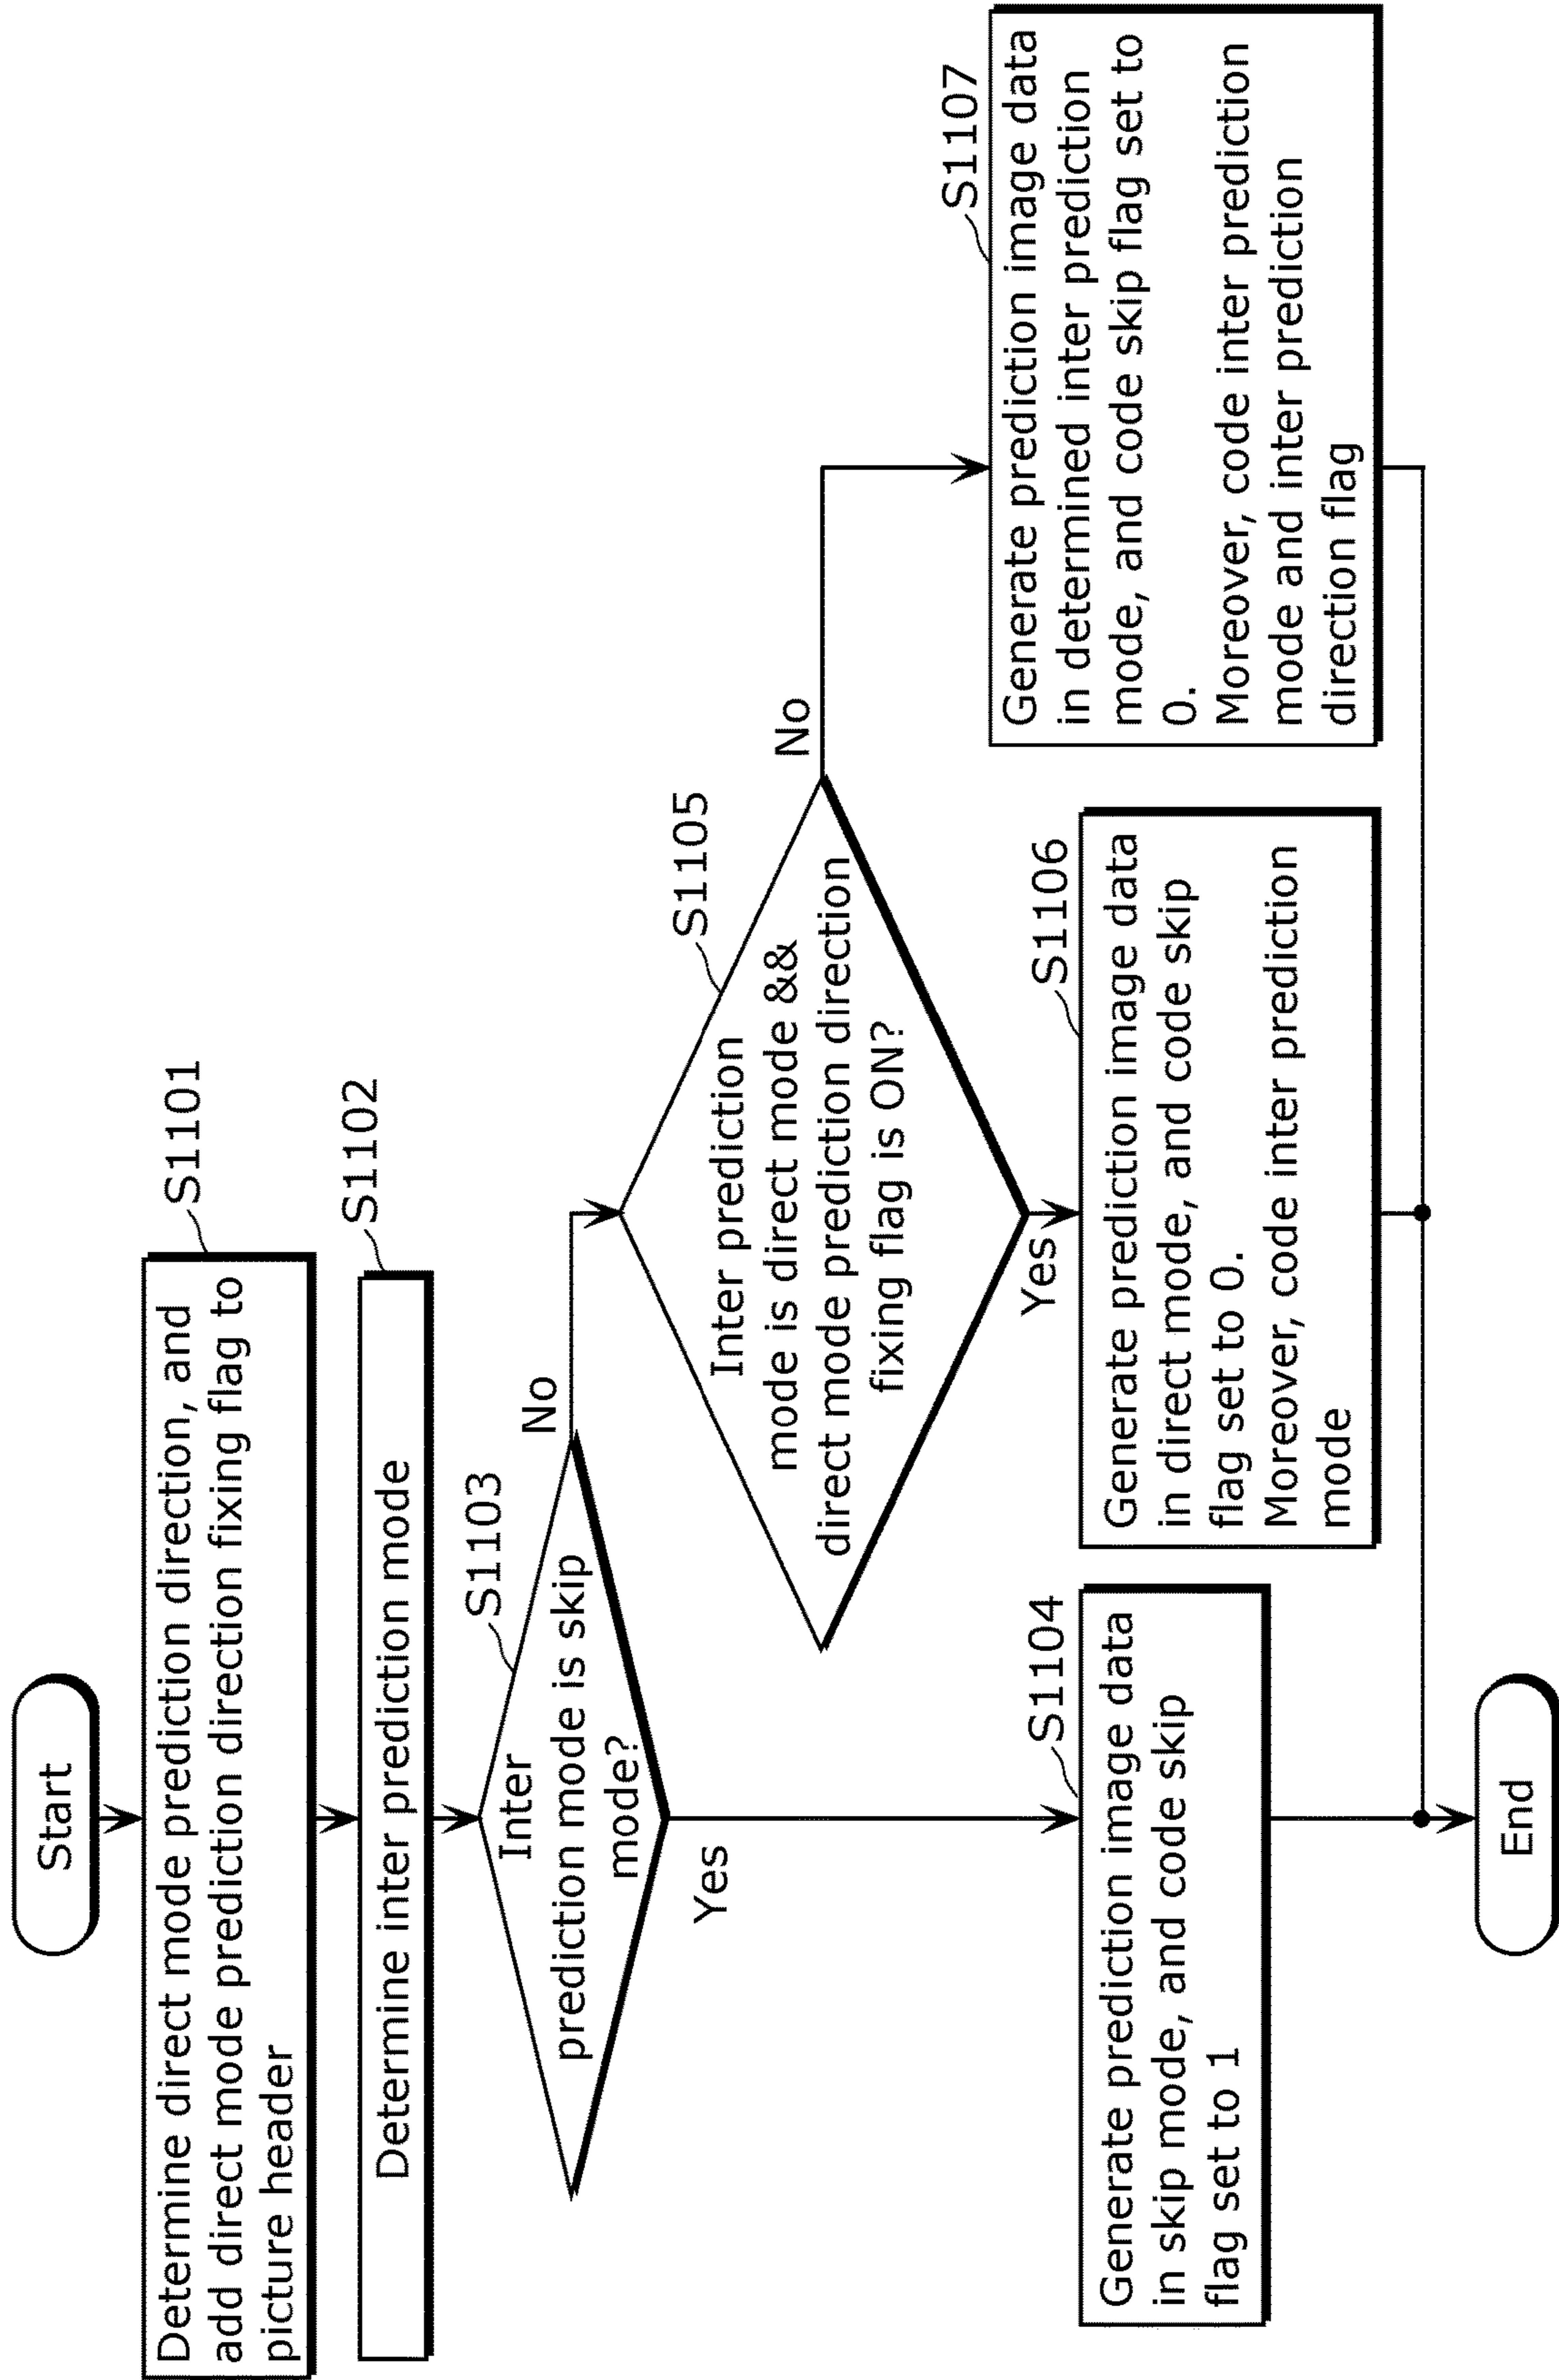 Start
S1101
Determine direct mode prediction direction, and
add direct mode prediction direction fixing flag to
picture header
S1102
Determine inter prediction mode
S1103
Inter
prediction mode is skip
mode?
No
Yes
S1105
Inter prediction
mode is direct mode &&
direct mode prediction direction
fixing flag is ON?
No
Yes
S1104
Generate prediction image data
in skip mode, and code skip
flag set to 1
S1106
Generate prediction image data
in direct mode, and code skip
flag set to 0.
Moreover, code inter prediction
mode
S1107
Generate prediction image data
in determined inter prediction
mode, and code skip flag set to
0.
Moreover, code inter prediction
mode and inter prediction
direction flag
End